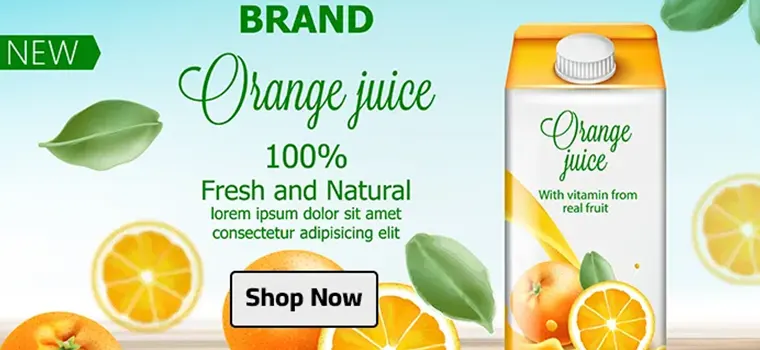 BRAND
NEW
Orange juice
100%
Fresh and Natural
lorem ipsum dolor sit amet
consectetur adipisicing elit
Shop Now
Orange
juice
With vitamin from
real fruit